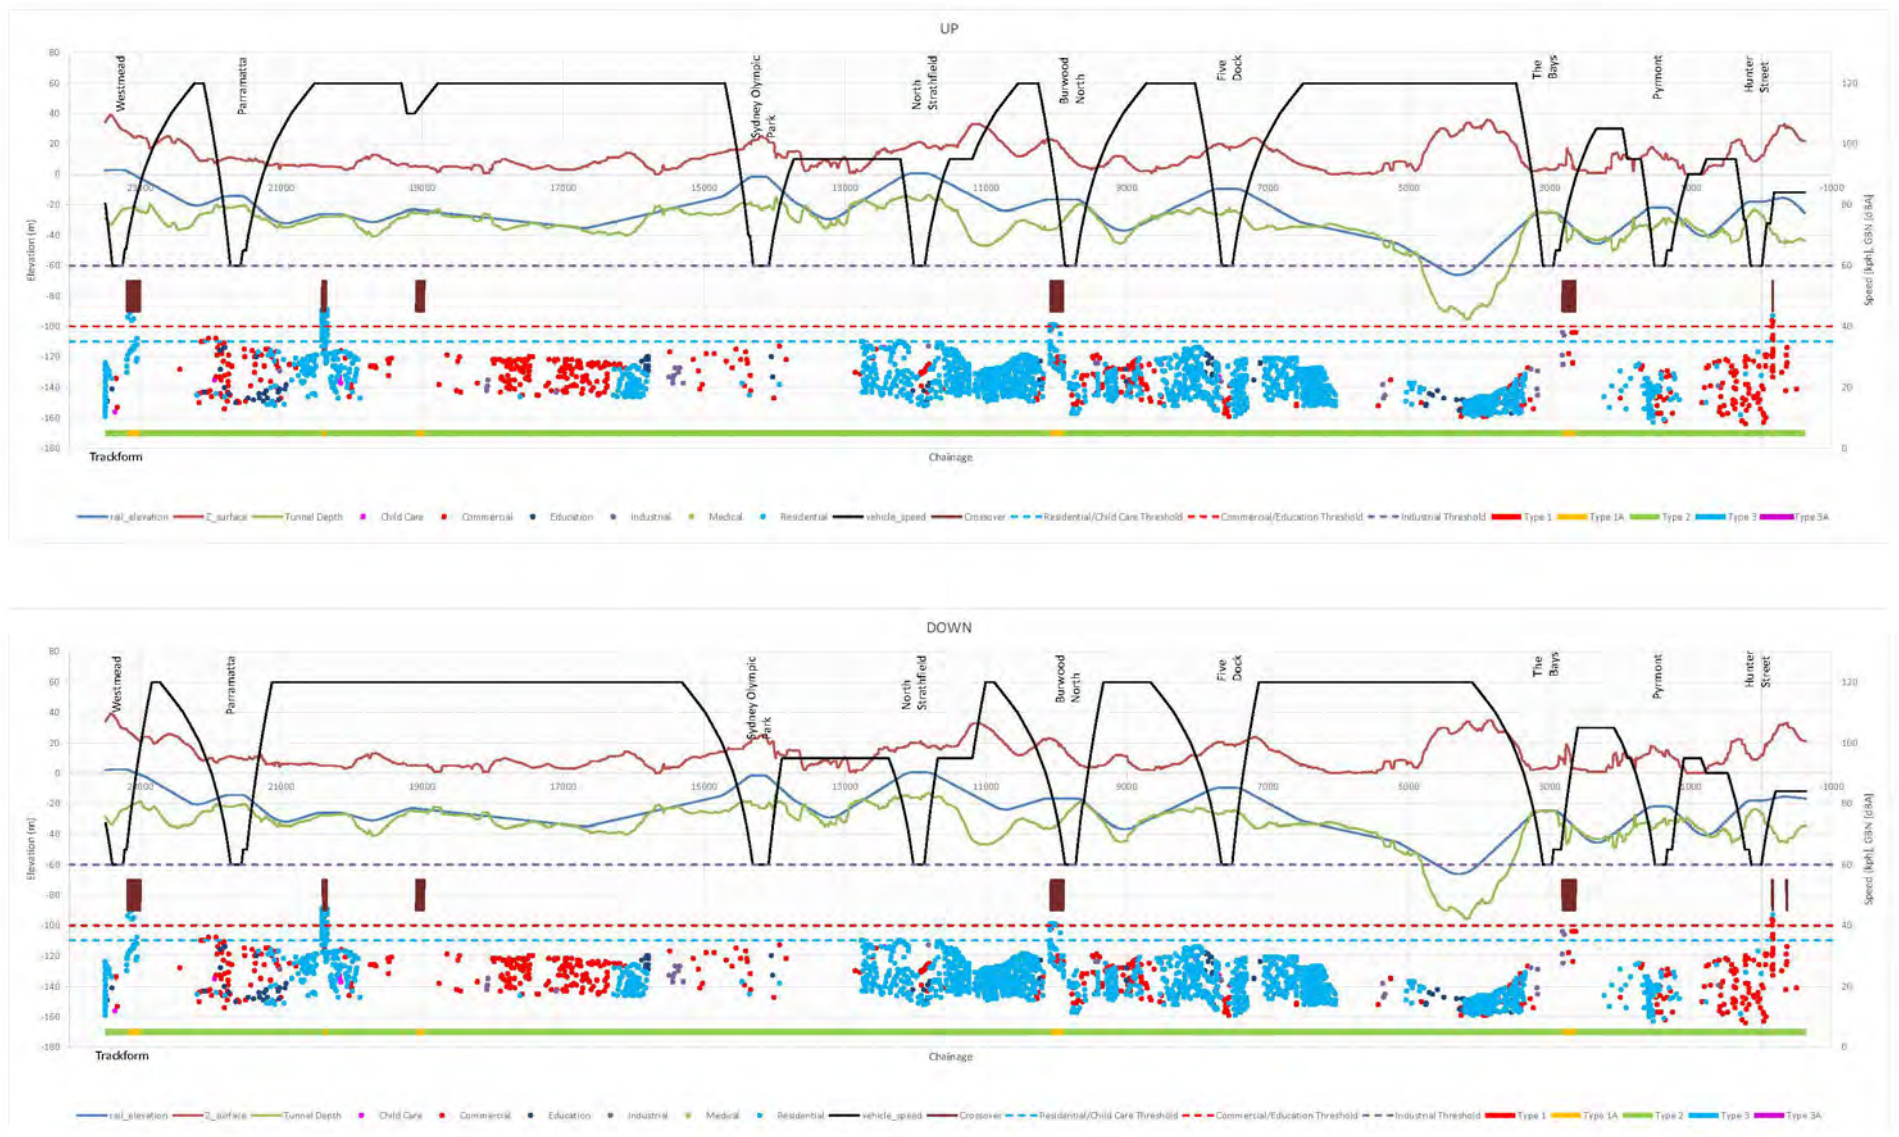 UP
80
60
40
20
0
-20
-40
-60
-80
-100
-120
-140
-160
-180
Elevation (m)
120
100
80
60
40
20
0
Speed [kph], GBN [dBA]
Westmead
Parramatta
Sydney Olympic
Park
North
Strathfield
Burwood
North
Five
Dock
The
Bays
Pyrmont
Hunter
Street
23000 21000 19000 17000 15000 13000 11000 9000 7000 5000 3000 1000 -1000
Trackform
Chainage
rail_elevation Z_surface Tunnel Depth Child Care Commercial Education Industrial Medical Residential vehicle_speed Crossover Residential/Child Care Threshold Commercial/Education Threshold Industrial Threshold Type 1 Type 1A Type 2 Type 3 Type 3A
DOWN
80
60
40
20
0
-20
-40
-60
-80
-100
-120
-140
-160
-180
Elevation (m)
120
100
80
60
40
20
0
Speed [kph], GBN [dBA]
Westmead
Parramatta
Sydney Olympic
Park
North
Strathfield
Burwood
North
Five
Dock
The
Bays
Pyrmont
Hunter
Street
23000 21000 19000 17000 15000 13000 11000 9000 7000 5000 3000 1000 -1000
Trackform
Chainage
rail_elevation Z_surface Tunnel Depth Child Care Commercial Education Industrial Medical Residential vehicle_speed Crossover Residential/Child Care Threshold Commercial/Education Threshold Industrial Threshold Type 1 Type 1A Type 2 Type 3 Type 3A